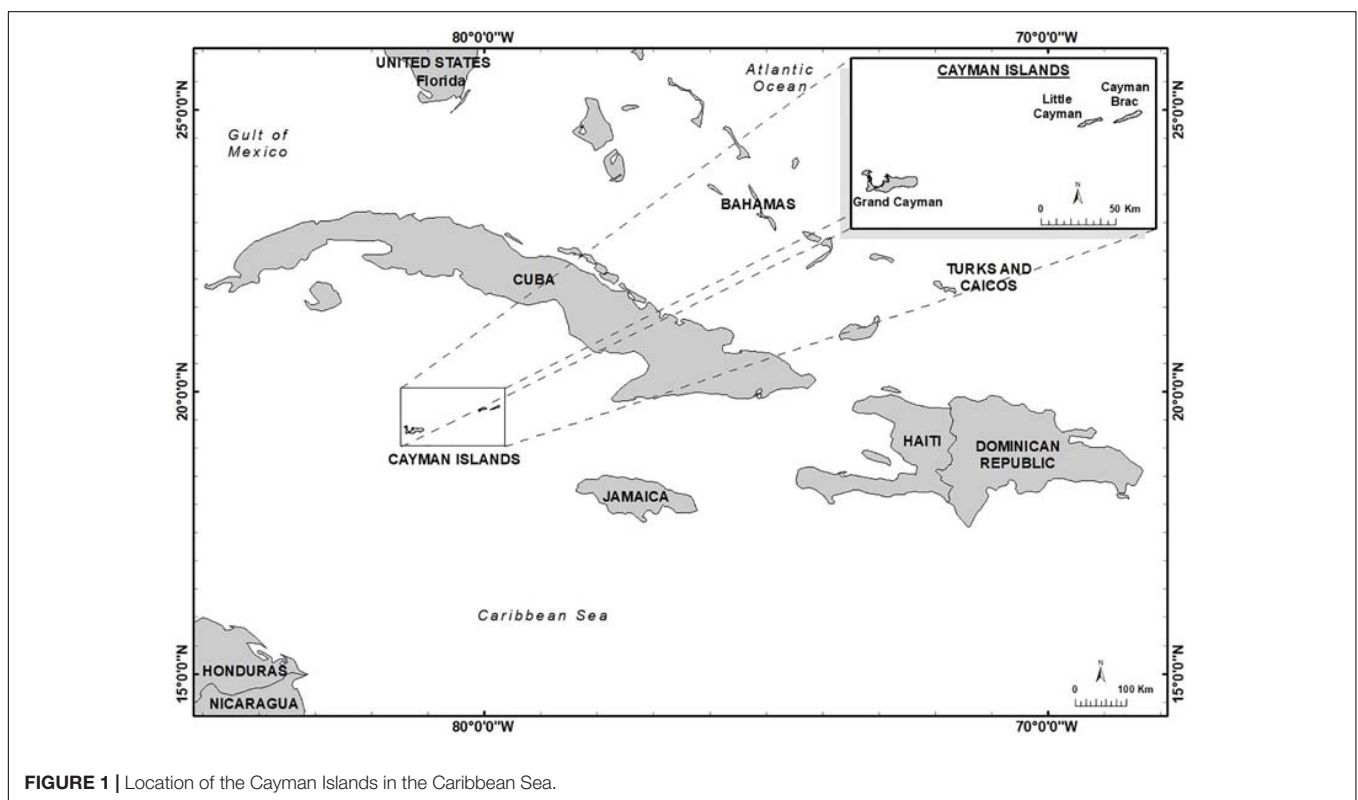 80°0'0"W
70°0'0"W
UNITED STATES
Florida
Atlantic
Ocean
CAYMAN ISLANDS
Little
Cayman
Cayman
Brac
25°0'0"N
25°0'0"N
Gulf of
Mexico
N
0 50 Km
Grand Cayman
BAHAMAS
CUBA
TURKS AND
CAICOS
20°0'0"N
20°0'0"N
CAYMAN ISLANDS
HAITI
DOMINICAN
REPUBLIC
JAMAICA
Caribbean Sea
15°0'0"N
15°0'0"N
HONDURAS
NICARAGUA
N
0 100 Km
80°0'0"W
70°0'0"W
FIGURE 1 | Location of the Cayman Islands in the Caribbean Sea.